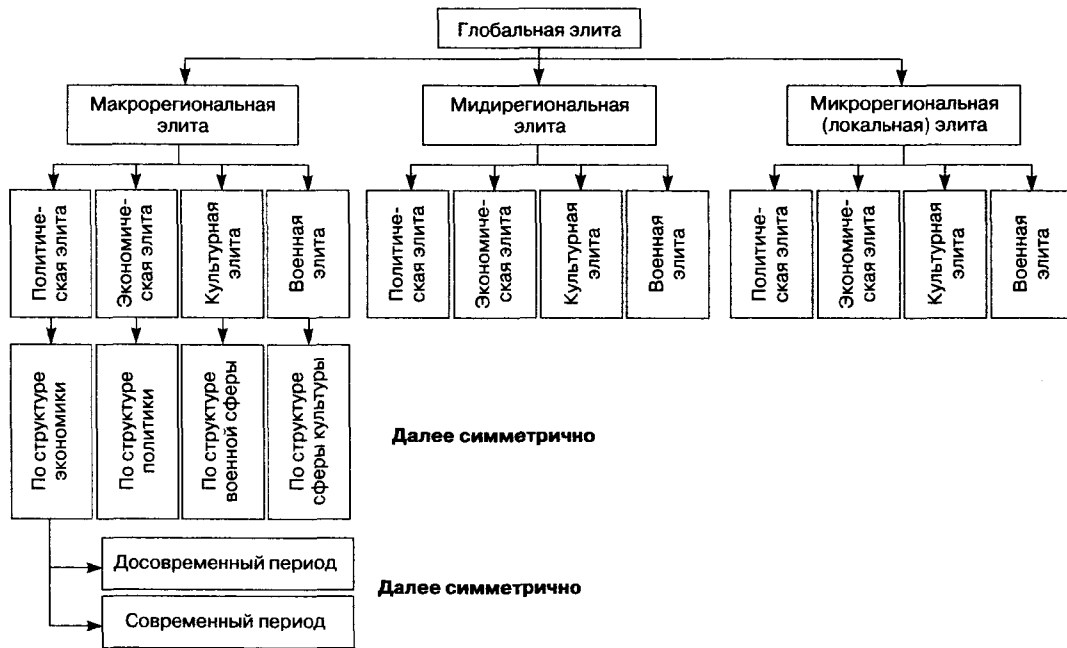 Глобальная элита
Макрорегиональная
элита
Мидирегиональная
элита
Микрорегиональная
(локальная) элита
Политиче-
ская элита
Экономиче-
ская элита
Культурная
элита
Военная
элита
Политиче-
ская элита
Экономиче-
ская элита
Культурная
элита
Военная
элита
Политиче-
ская элита
Экономиче-
ская элита
Культурная
элита
Военная
элита
По структуре
экономики
По структуре
политики
По структуре
военной сферы
По структуре
сферы культуры
Далее симметрично
Досовременный период
Далее симметрично
Современный период